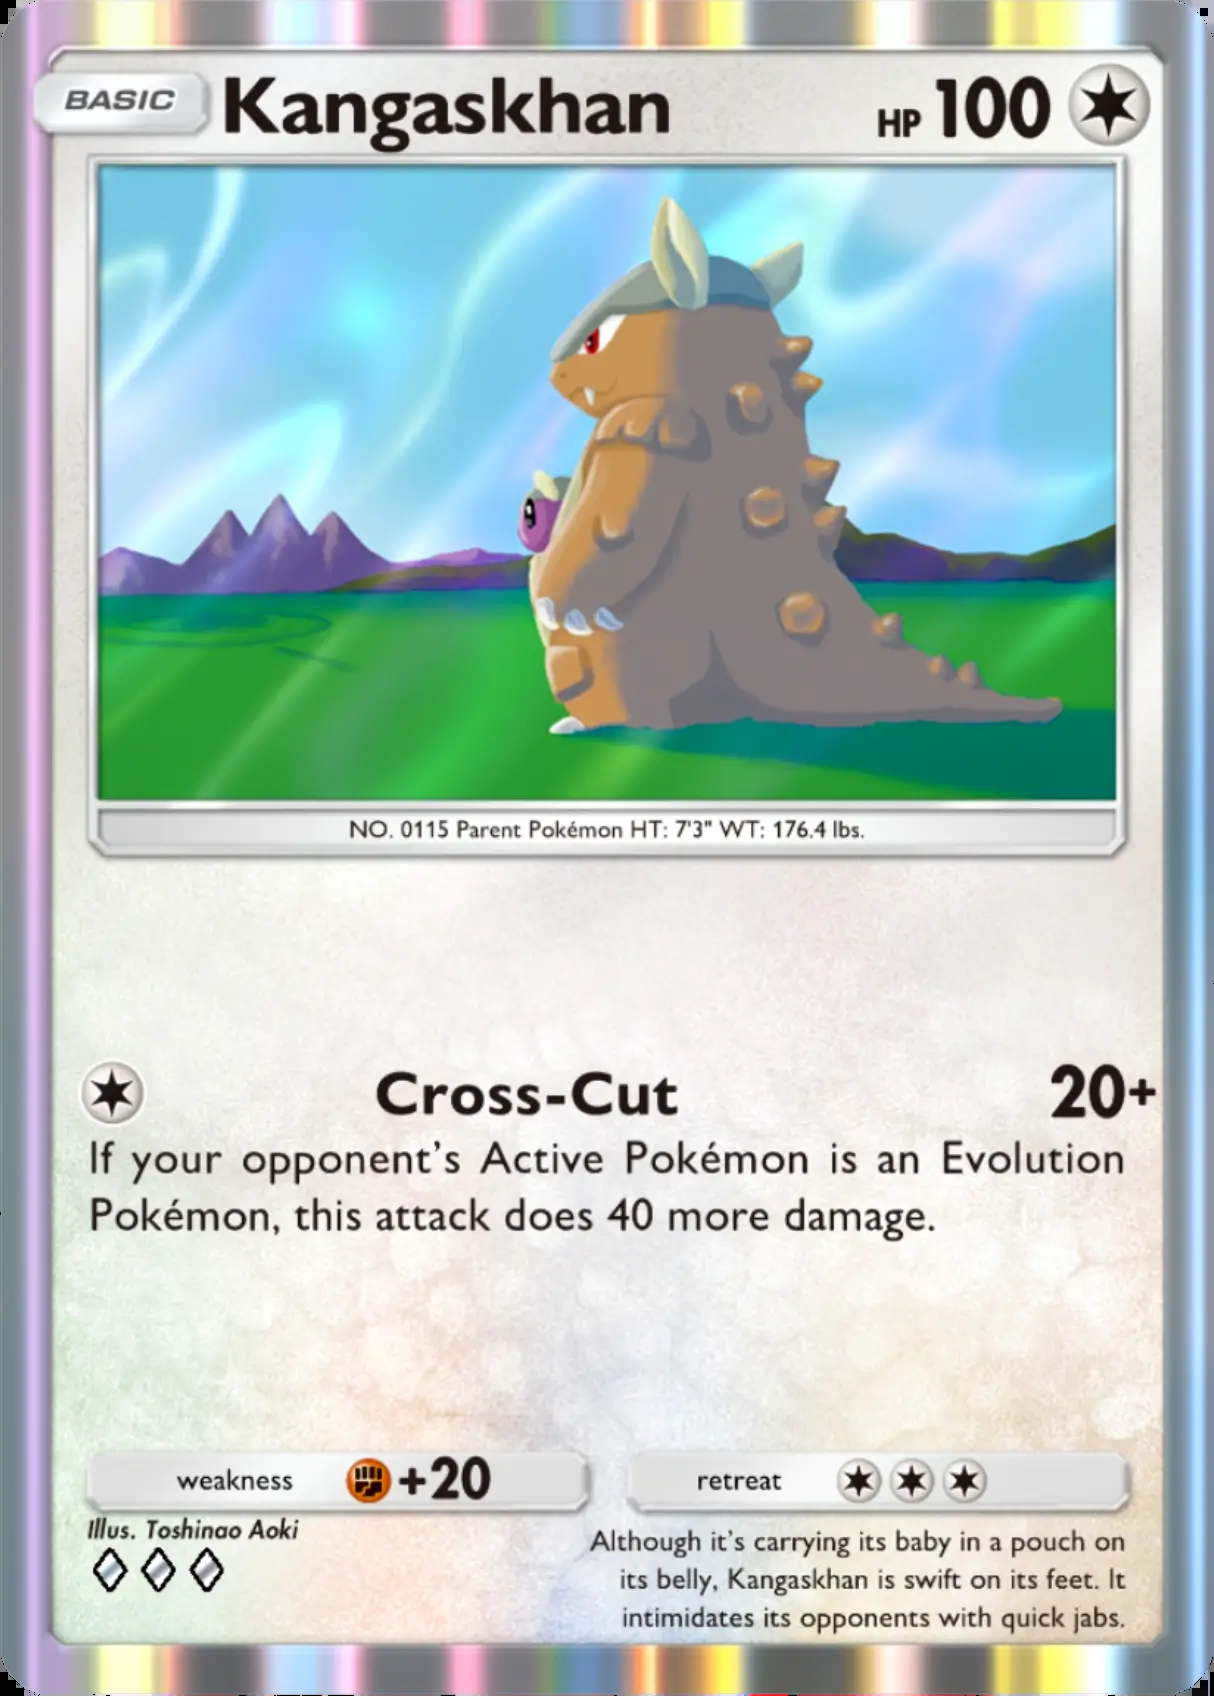 BASIC Kangaskhan HP 100
NO. 0115 Parent Pokémon HT: 7'3" WT: 176.4 lbs.
Cross-Cut 20+
If your opponent's Active Pokémon is an Evolution
Pokémon, this attack does 40 more damage.
weakness +20 retreat
Illus. Toshinao Aoki
Although it's carrying its baby in a pouch on
its belly, Kangaskhan is swift on its feet. It
intimidates its opponents with quick jabs.